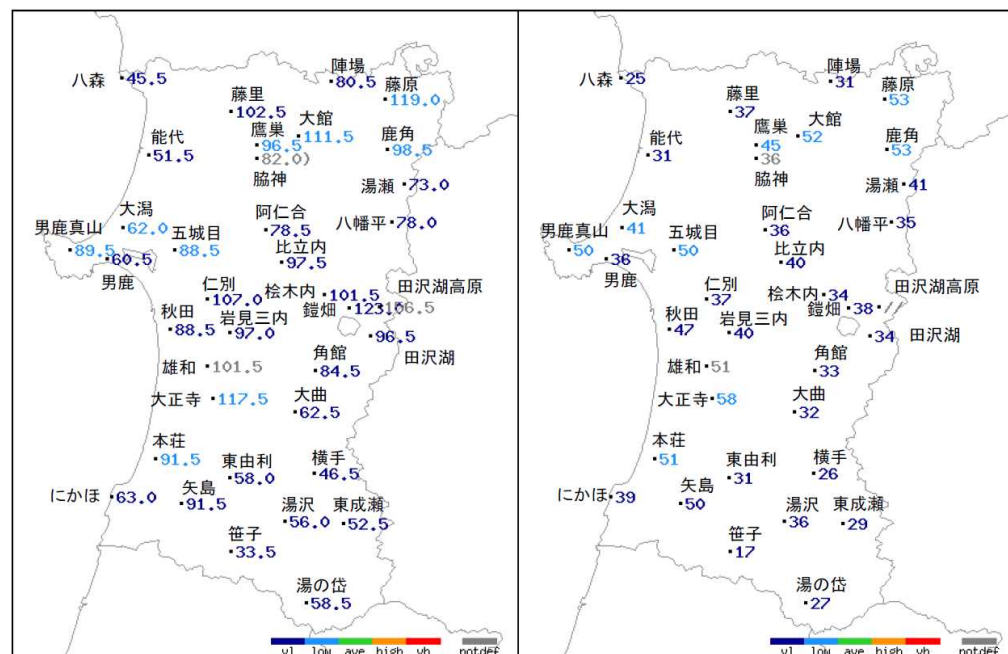 八森 45.5
陣場 80.5
藤里 102.5
藤原 119.0
大館 111.5
鷹巣 96.5
82.0)
脇神
能代 51.5
鹿角 98.5
湯瀬 73.0
大潟 62.0
男鹿真山 89.5
五城目 88.5
阿仁合 78.5
八幡平 78.0
男鹿 60.5
比立内 97.5
仁別 107.0
桧木内 101.5
田沢湖高原
鎧畑 123.0
秋田 88.5
岩見三内 97.0
96.5
田沢湖
雄和 101.5
角館 84.5
大正寺 117.5
大曲 62.5
本荘 91.5
東由利 58.0
横手 46.5
にかほ 63.0
矢島 91.5
湯沢 56.0
東成瀬 52.5
笹子 33.5
湯の岱 58.5
vl low ave high vh notdef
八森 25
陣場 31
藤里 37
藤原 53
大館 52
鷹巣 45
36
脇神
能代 31
鹿角 53
湯瀬 41
大潟 41
男鹿真山 50
五城目 50
阿仁合 36
八幡平 35
男鹿 36
比立内 40
仁別 37
桧木内 34
田沢湖高原 //
鎧畑 38
秋田 47
岩見三内 40
34 田沢湖
雄和 51
角館 33
大正寺 58
大曲 32
本荘 51
東由利 31
横手 26
にかほ 39
矢島 50
湯沢 36
東成瀬 29
笹子 17
湯の岱 27
vl low ave high vh notdef